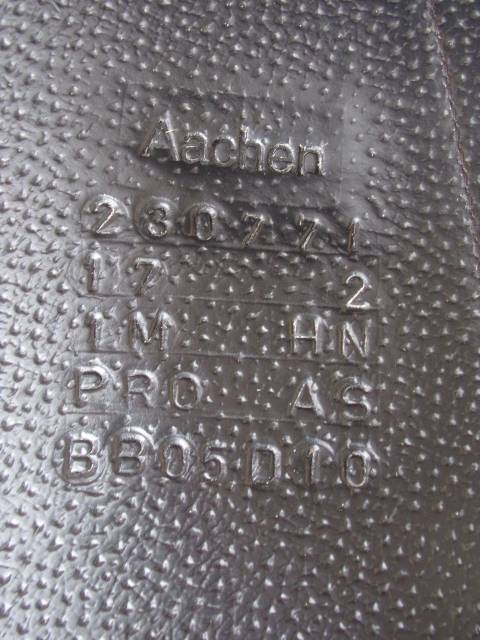 Aachen
280771
17 2
1M HN
PRO AS
BB05D10